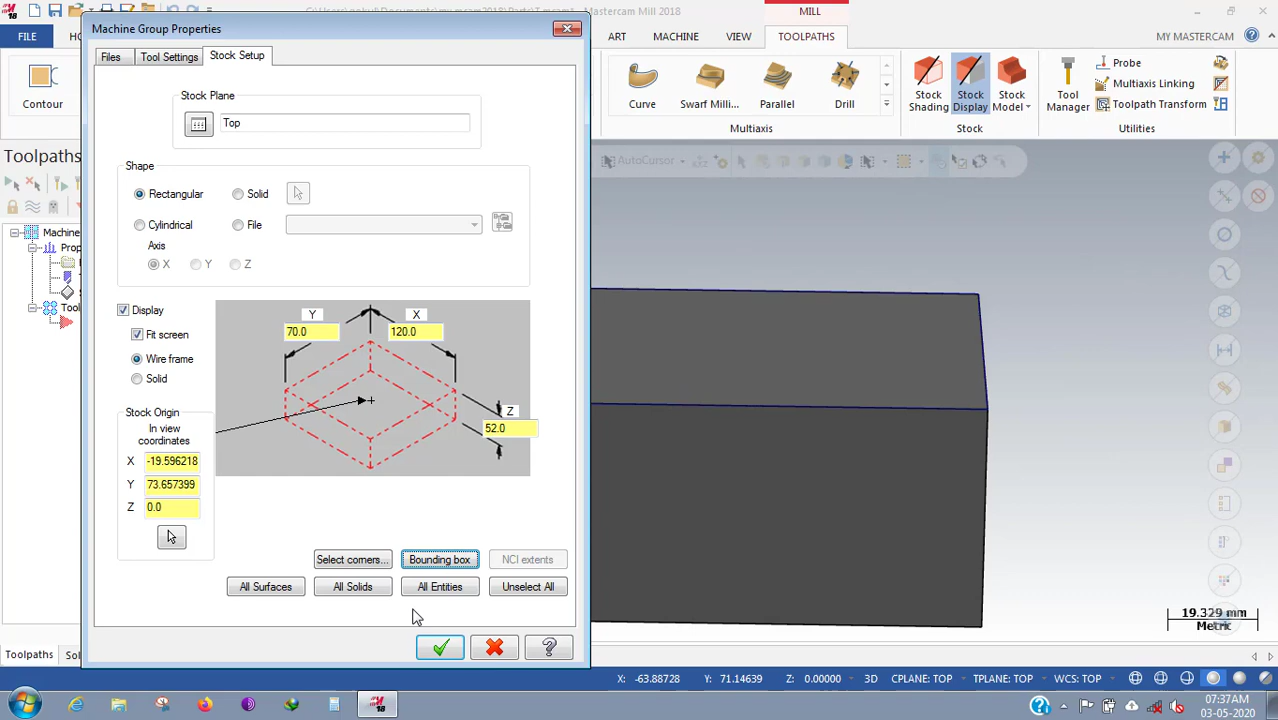 Machine Group Properties
Mastercam Mill 2018
MILL
FILE
ART
MACHINE
VIEW
TOOLPATHS
MY MASTERCAM
Files
Tool Settings
Stock Setup
Contour
Curve
Swarf Milli...
Parallel
Drill
Stock Shading
Stock Display
Stock Model
Tool Manager
Probe
Multiaxis Linking
Toolpath Transform
Multiaxis
Stock
Utilities
Stock Plane
Top
Toolpaths
AutoCursor
Shape
Rectangular
Solid
Cylindrical
File
Axis
X
Y
Z
Machine
Prop
Tool
Display
Fit screen
Wire frame
Solid
Y
X
70.0
120.0
Z
52.0
Stock Origin
In view coordinates
X
-19.596218
Y
73.657399
Z
0.0
Select corners...
Bounding box
NCI extents
All Surfaces
All Solids
All Entities
Unselect All
19.329 mm
Metric
Toolpaths
X: -63.88728
Y: 71.14639
Z: 0.00000
3D
CPLANE: TOP
TPLANE: TOP
WCS: TOP
07:37AM
03-05-2020